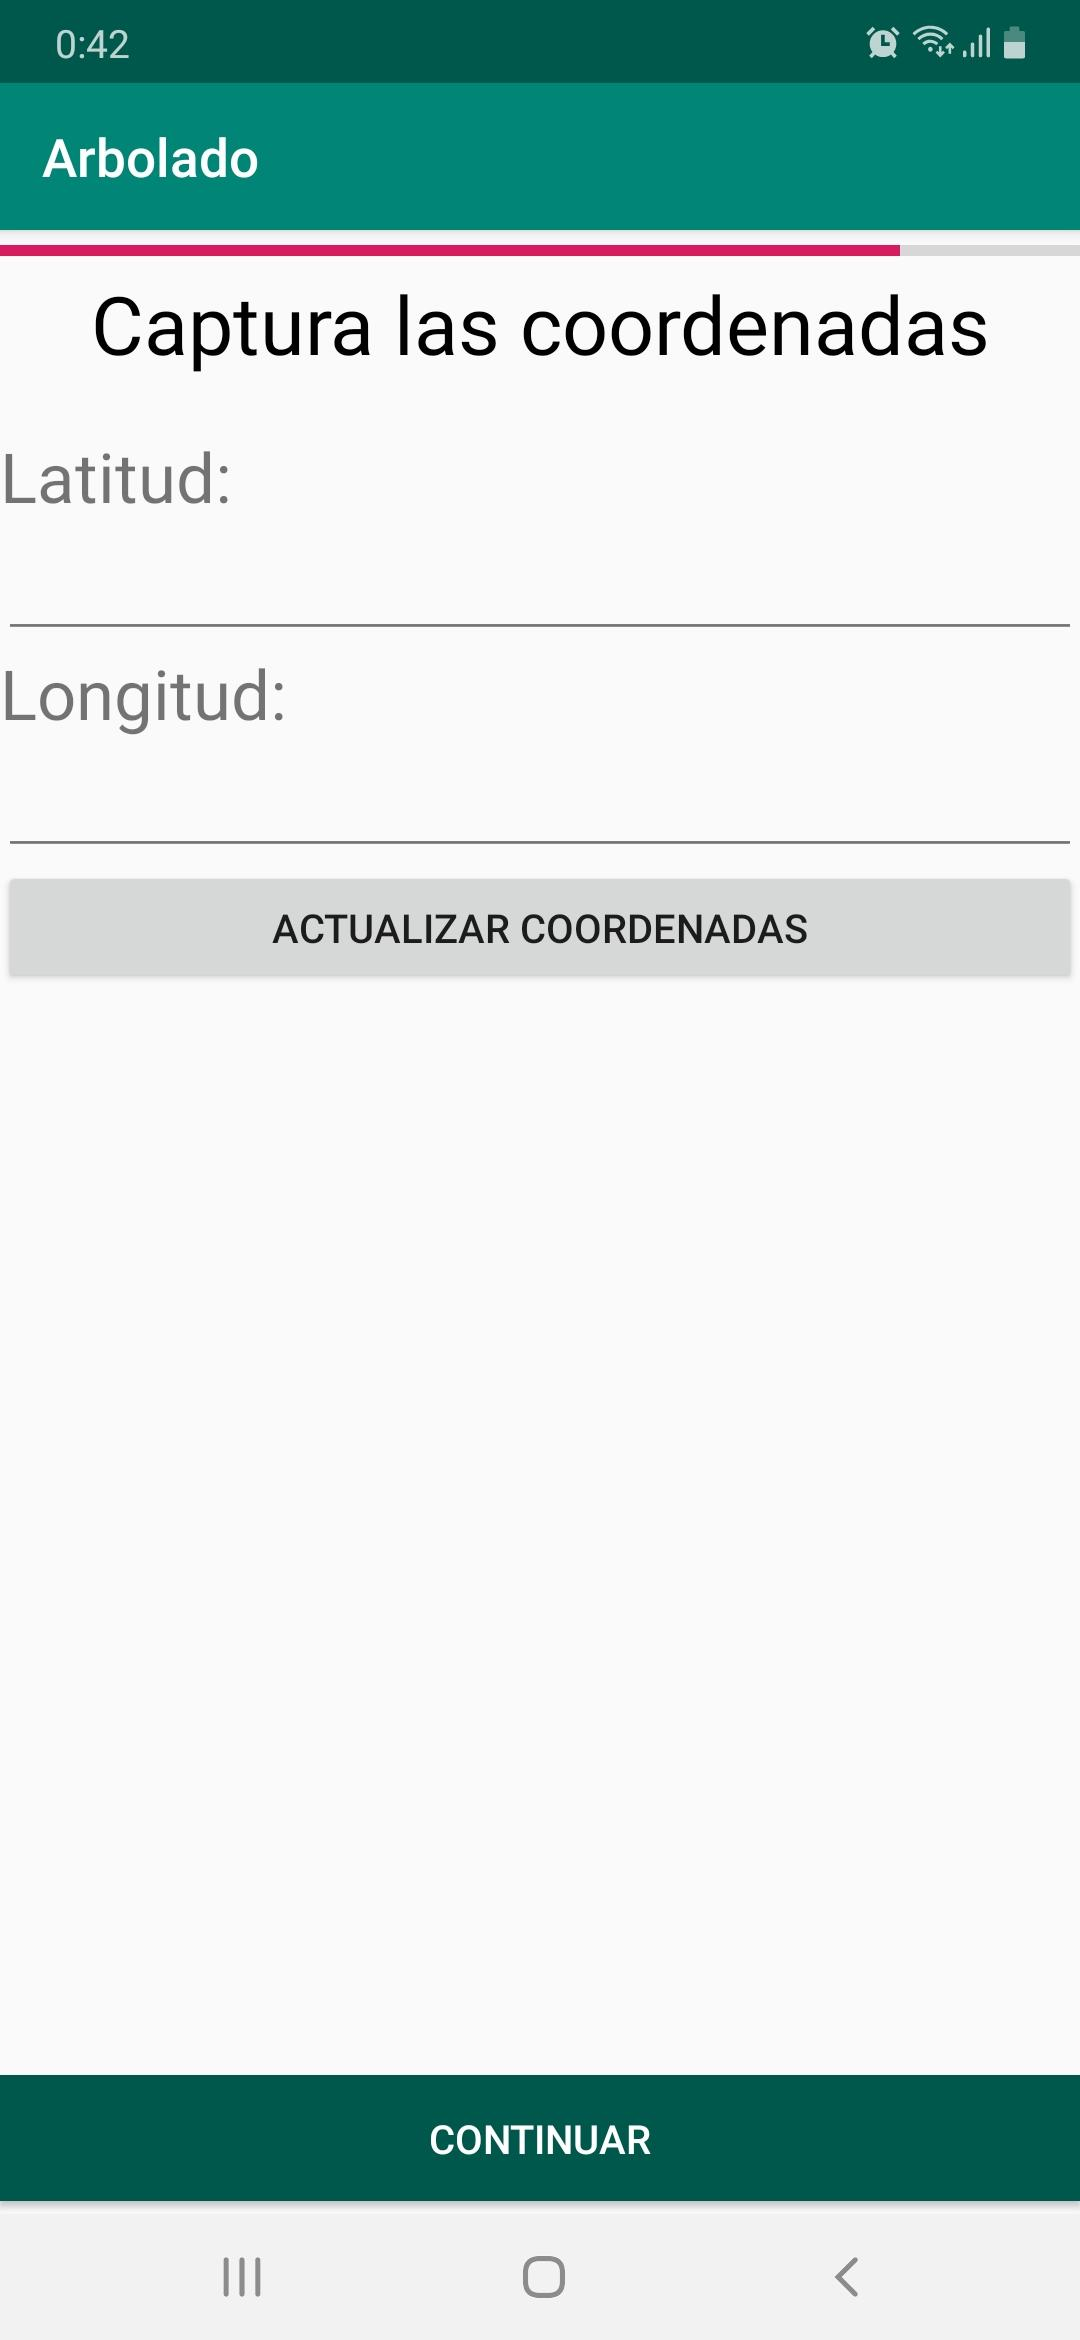 0:42
Arbolado
Captura las coordenadas
Latitud:
Longitud:
ACTUALIZAR COORDENADAS
CONTINUAR